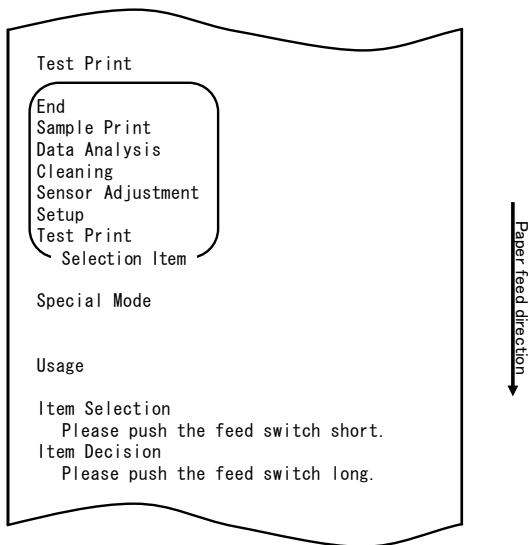 Test Print
End
Sample Print
Data Analysis
Cleaning
Sensor Adjustment
Setup
Test Print
Selection Item
Special Mode
Usage
Item Selection
Please push the feed switch short.
Item Decision
Please push the feed switch long.
Paper feed direction